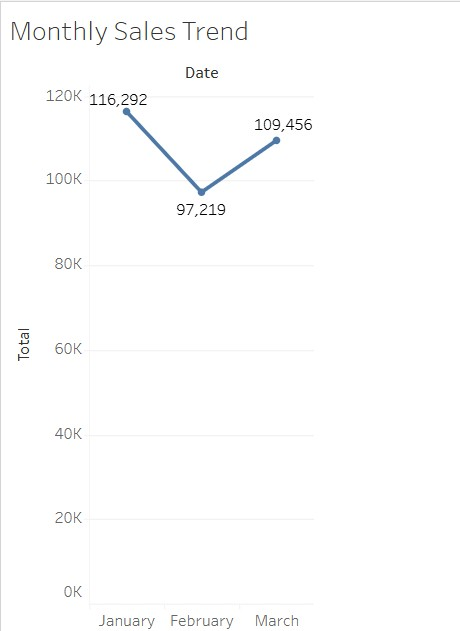 Monthly Sales Trend
Date
120K
116,292
109,456
100K
97,219
80K
Total
60K
40K
20K
0K
January February March